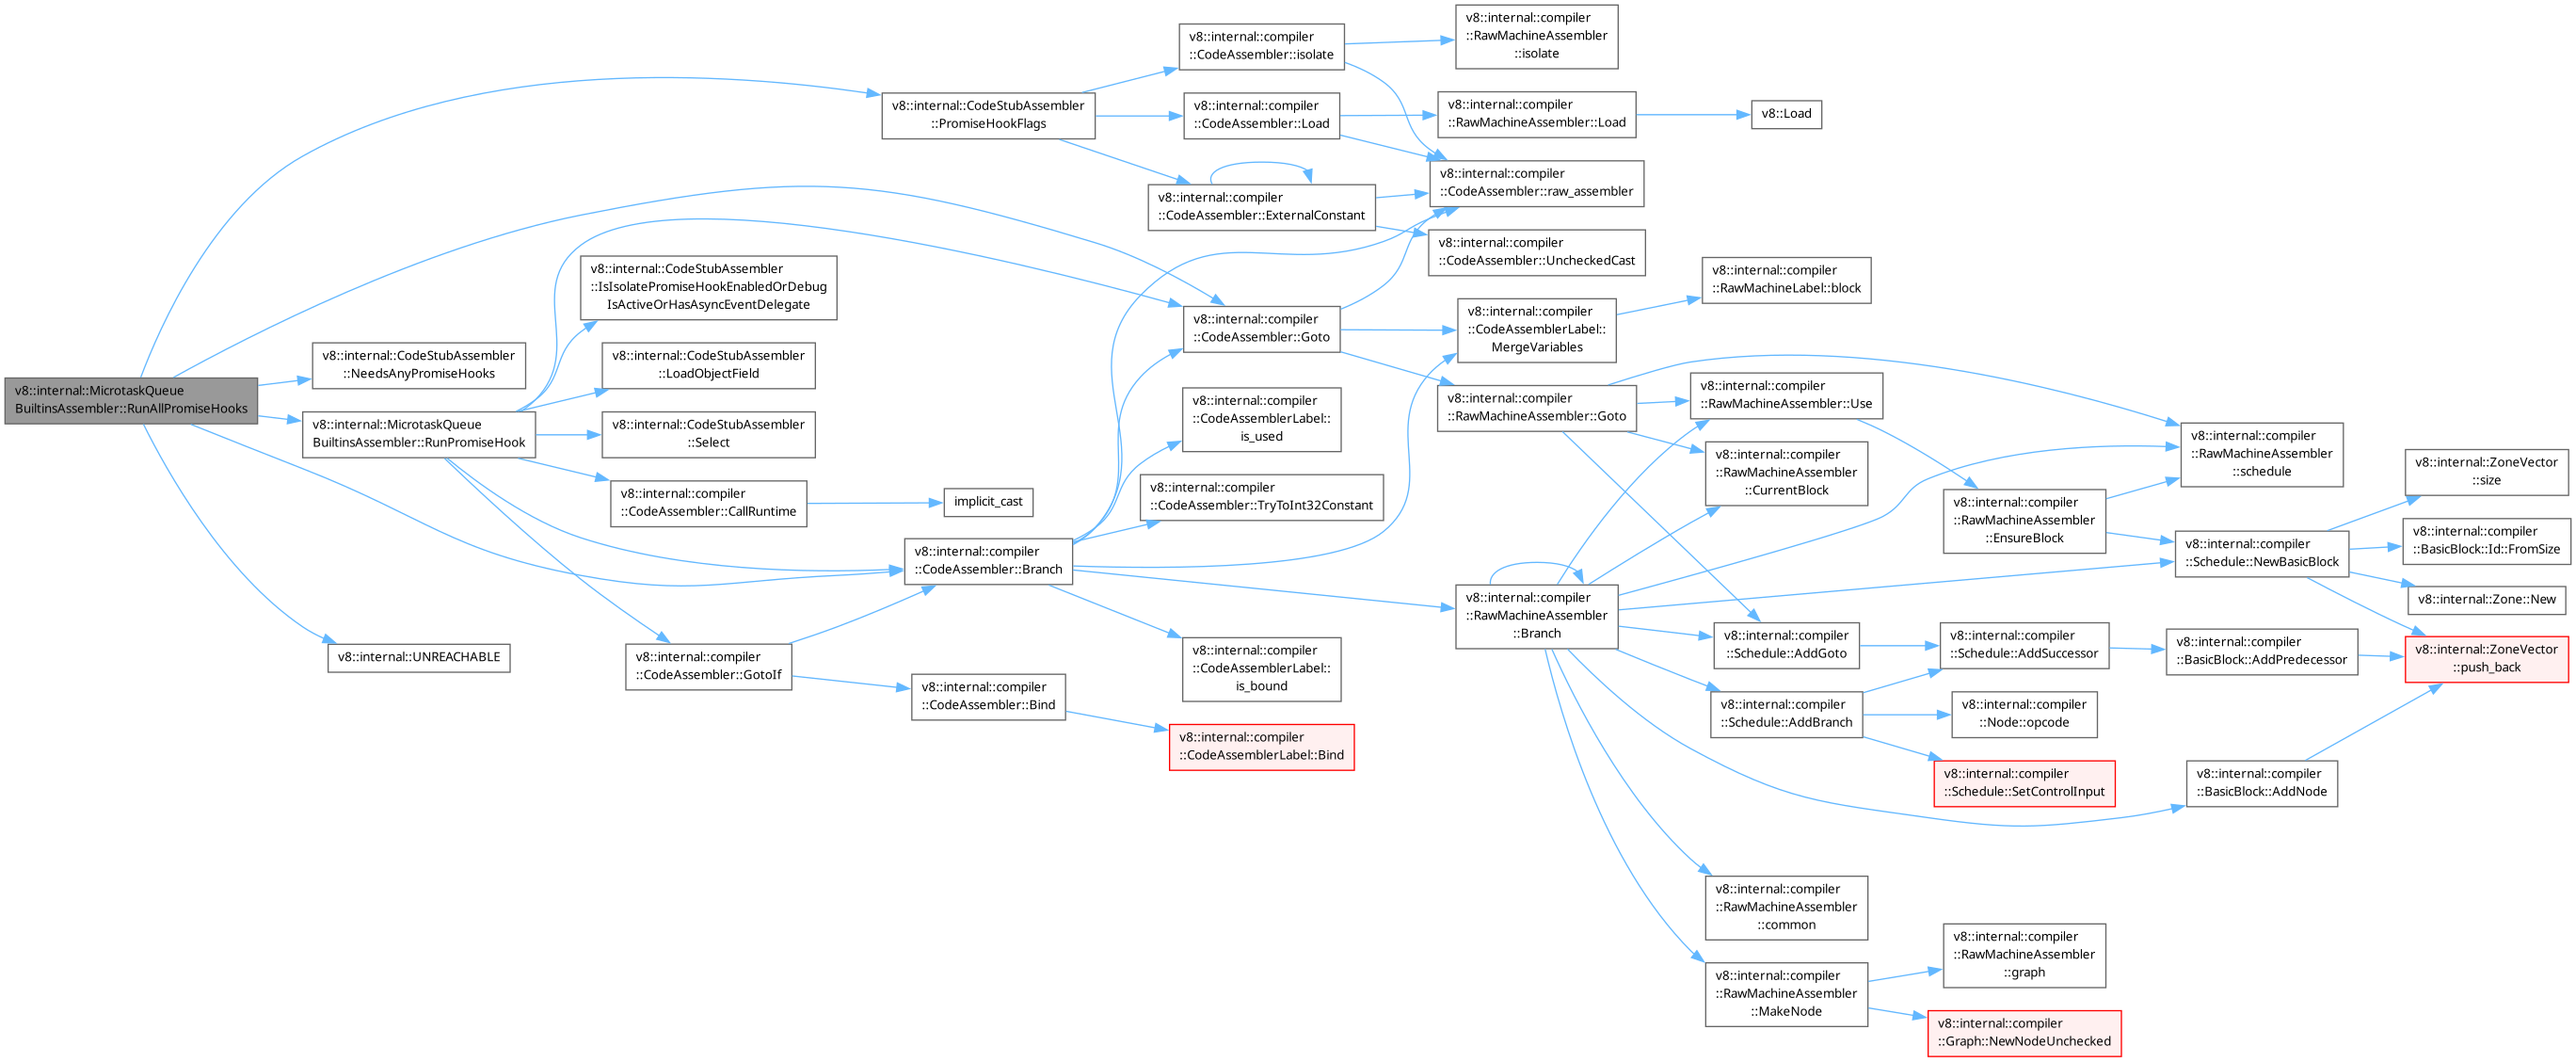 v8::internal::MicrotaskQueue
BuiltinsAssembler::RunAllPromiseHooks
v8::internal::CodeStubAssembler
::NeedsAnyPromiseHooks
v8::internal::MicrotaskQueue
BuiltinsAssembler::RunPromiseHook
v8::internal::UNREACHABLE
v8::internal::CodeStubAssembler
::IsIsolatePromiseHookEnabledOrDebug
IsActiveOrHasAsyncEventDelegate
v8::internal::CodeStubAssembler
::LoadObjectField
v8::internal::CodeStubAssembler
::Select
v8::internal::compiler
::CodeAssembler::CallRuntime
v8::internal::compiler
::CodeAssembler::GotoIf
v8::internal::CodeStubAssembler
::PromiseHookFlags
implicit_cast
v8::internal::compiler
::CodeAssembler::Branch
v8::internal::compiler
::CodeAssembler::Bind
v8::internal::compiler
::CodeAssembler::isolate
v8::internal::compiler
::CodeAssembler::Load
v8::internal::compiler
::CodeAssembler::ExternalConstant
v8::internal::compiler
::CodeAssembler::Goto
v8::internal::compiler
::CodeAssemblerLabel::
is_used
v8::internal::compiler
::CodeAssembler::TryToInt32Constant
v8::internal::compiler
::CodeAssemblerLabel::
is_bound
v8::internal::compiler
::CodeAssemblerLabel::Bind
v8::internal::compiler
::RawMachineAssembler
::isolate
v8::internal::compiler
::RawMachineAssembler::Load
v8::internal::compiler
::CodeAssembler::raw_assembler
v8::internal::compiler
::CodeAssembler::UncheckedCast
v8::internal::compiler
::CodeAssemblerLabel::
MergeVariables
v8::internal::compiler
::RawMachineAssembler::Goto
v8::internal::compiler
::RawMachineAssembler
::Branch
v8::Load
v8::internal::compiler
::RawMachineLabel::block
v8::internal::compiler
::RawMachineAssembler::Use
v8::internal::compiler
::RawMachineAssembler
::CurrentBlock
v8::internal::compiler
::Schedule::AddGoto
v8::internal::compiler
::Schedule::AddBranch
v8::internal::compiler
::RawMachineAssembler
::common
v8::internal::compiler
::RawMachineAssembler
::MakeNode
v8::internal::compiler
::RawMachineAssembler
::EnsureBlock
v8::internal::compiler
::Schedule::AddSuccessor
v8::internal::compiler
::Node::opcode
v8::internal::compiler
::Schedule::SetControlInput
v8::internal::compiler
::RawMachineAssembler
::graph
v8::internal::compiler
::Graph::NewNodeUnchecked
v8::internal::compiler
::RawMachineAssembler
::schedule
v8::internal::compiler
::Schedule::NewBasicBlock
v8::internal::compiler
::BasicBlock::AddPredecessor
v8::internal::compiler
::BasicBlock::AddNode
v8::internal::ZoneVector
::size
v8::internal::compiler
::BasicBlock::Id::FromSize
v8::internal::Zone::New
v8::internal::ZoneVector
::push_back